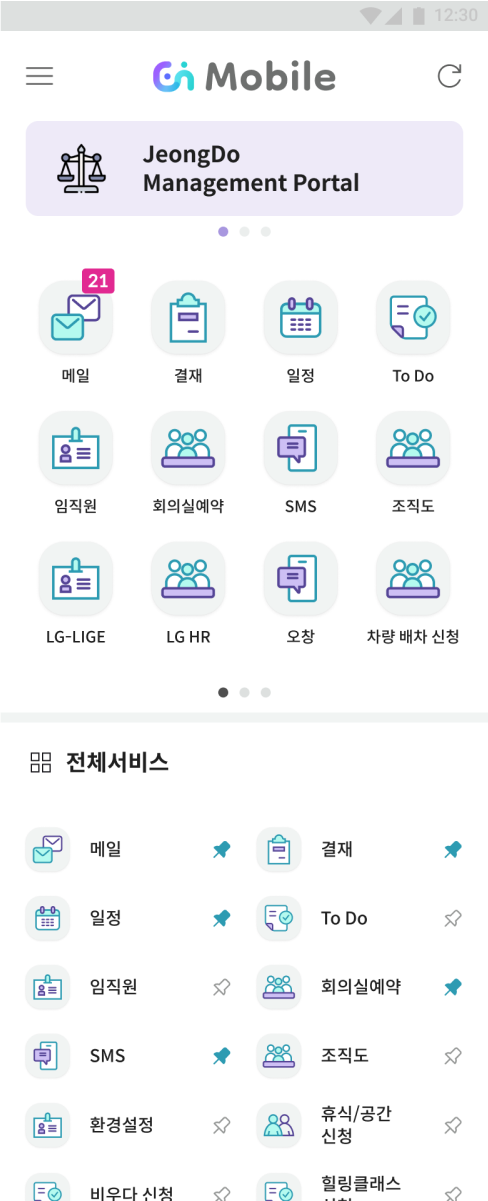 12:30
Mobile
JeongDo
Management Portal
21
메일 결재 일정 To Do
임직원 회의실예약 SMS 조직도
LG-LIGE LG HR 오창 차량 배차 신청
전체서비스
메일 결재
일정 To Do
임직원 회의실예약
SMS 조직도
환경설정 휴식/공간
신청
비우다 신청 힐링클래스